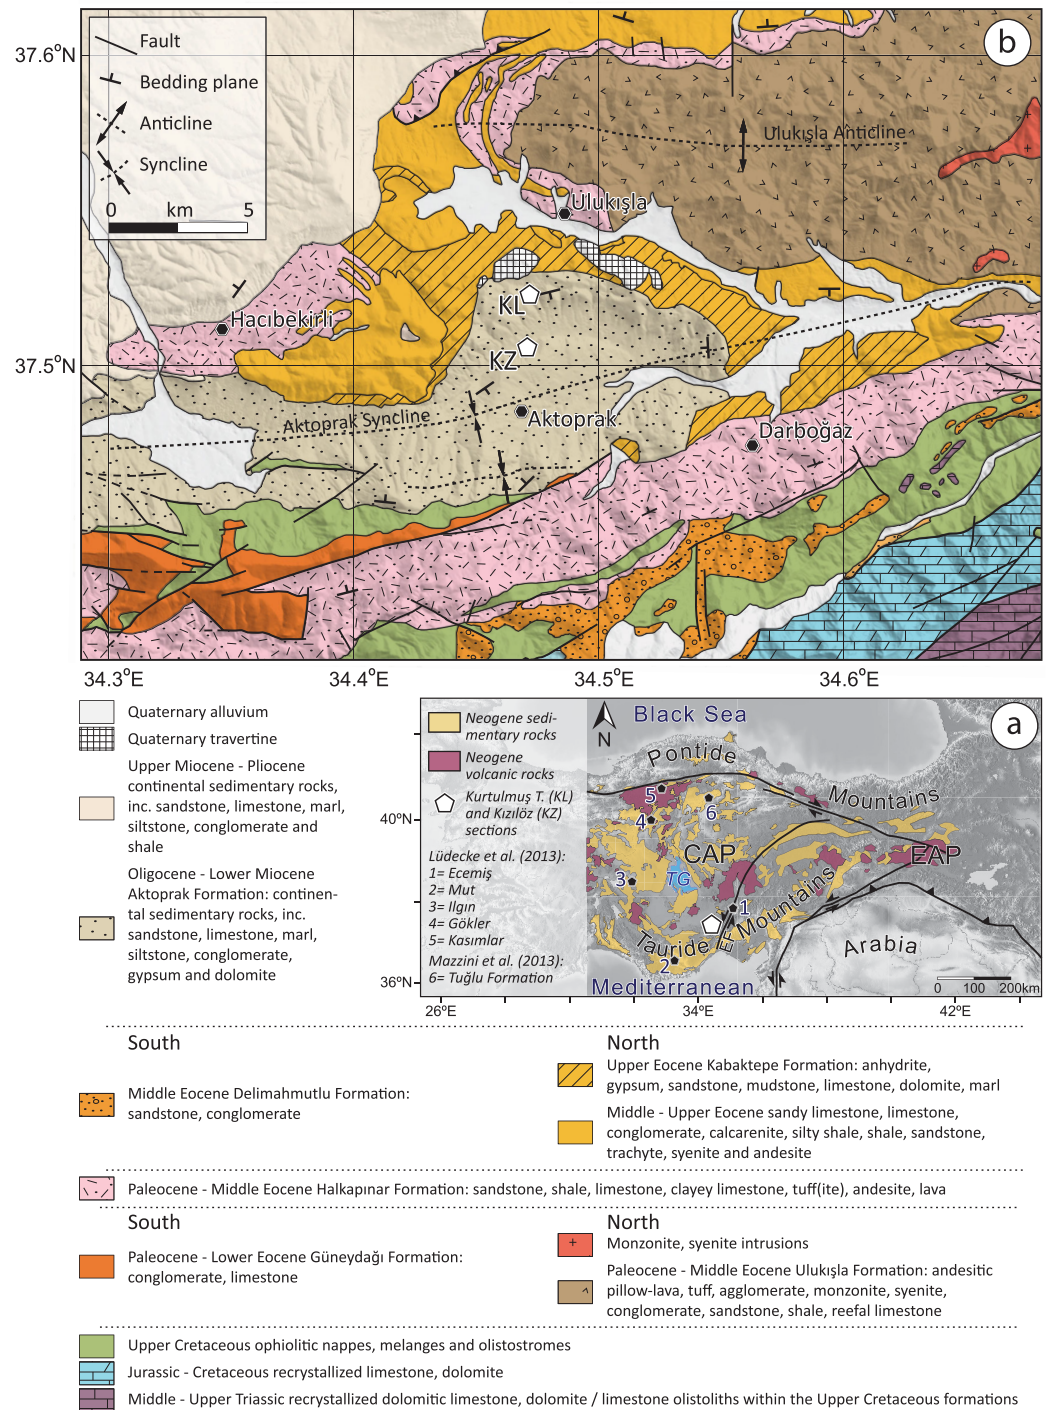 b
37.6°N
Fault
Bedding plane
Anticline
Syncline
0 km 5
Ulukışla Anticline
Ulukışla
KL
Hacıbekirli
KZ
37.5°N
Aktoprak Syncline
Aktoprak
Darboğaz
34.3°E
34.4°E
34.5°E
34.6°E
Quaternary alluvium
Quaternary travertine
Upper Miocene - Pliocene
continental sedimentary rocks,
inc. sandstone, limestone, marl,
siltstone, conglomerate and
shale
Oligocene - Lower Miocene
Aktoprak Formation: continen-
tal sedimentary rocks, inc.
sandstone, limestone, marl,
siltstone, conglomerate,
gypsum and dolomite
a
Neogene sedi-
mentary rocks
Neogene
volcanic rocks
Kurtulmuş T. (KL)
and Kızılöz (KZ)
sections
Lüdecke et al. (2013):
1= Ecemiş
2= Mut
3= Ilgın
4= Gökler
5= Kasımlar
Mazzini et al. (2013):
6= Tuğlu Formation
N
Black Sea
Pontide
Mountains
5
4
6
CAP
EAP
3
TG
1
EF
Tauride
Mountains
2
Arabia
Mediterranean
0 100 200km
40°N
36°N
26°E
34°E
42°E
South
Middle Eocene Delimahmutlu Formation:
sandstone, conglomerate
North
Upper Eocene Kabaktepe Formation: anhydrite,
gypsum, sandstone, mudstone, limestone, dolomite, marl
Middle - Upper Eocene sandy limestone, limestone,
conglomerate, calcarenite, silty shale, shale, sandstone,
trachyte, syenite and andesite
Paleocene - Middle Eocene Halkapınar Formation: sandstone, shale, limestone, clayey limestone, tuff(ite), andesite, lava
South
Paleocene - Lower Eocene Güneydağı Formation:
conglomerate, limestone
North
Monzonite, syenite intrusions
Paleocene - Middle Eocene Ulukışla Formation: andesitic
pillow-lava, tuff, agglomerate, monzonite, syenite,
conglomerate, sandstone, shale, reefal limestone
Upper Cretaceous ophiolitic nappes, melanges and olistostromes
Jurassic - Cretaceous recrystallized limestone, dolomite
Middle - Upper Triassic recrystallized dolomitic limestone, dolomite / limestone olistoliths within the Upper Cretaceous formations